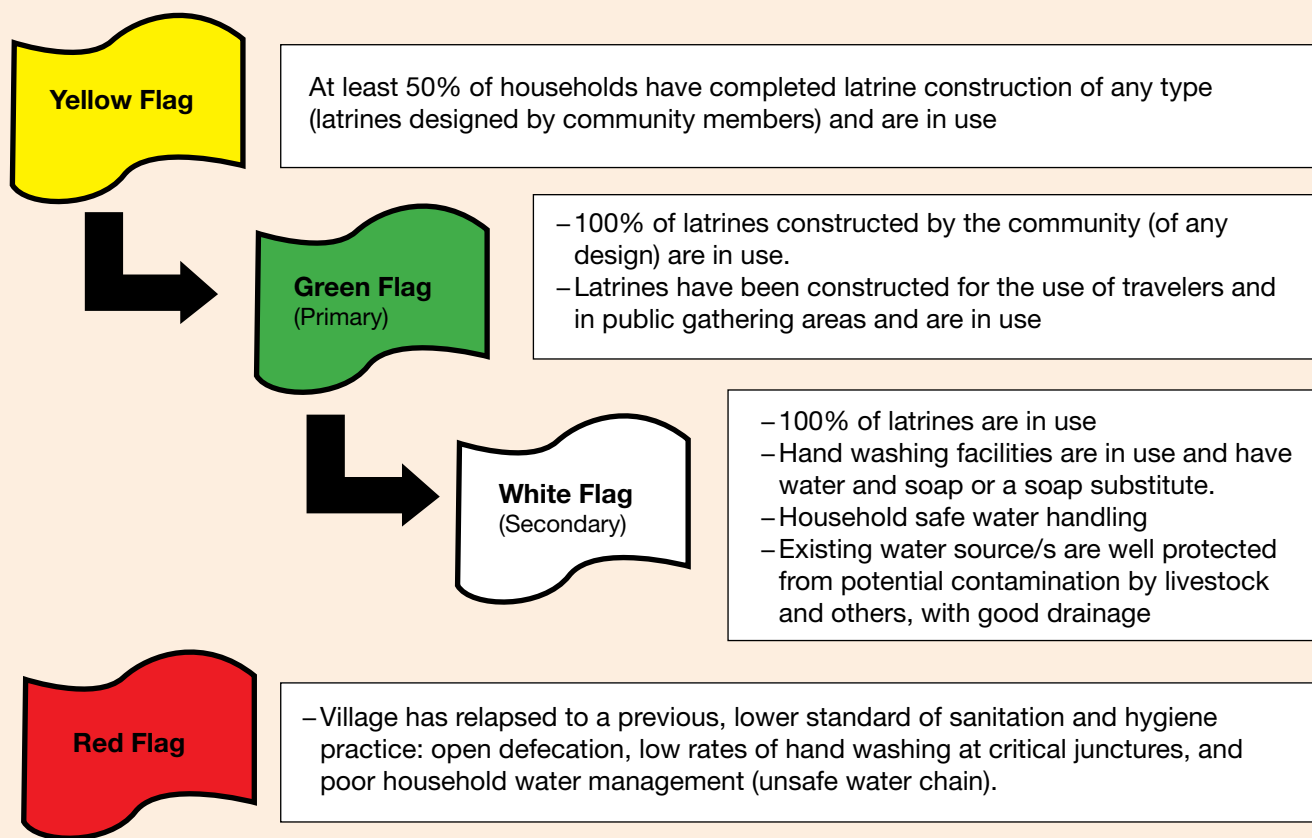 Yellow Flag
At least 50% of households have completed latrine construction of any type
(latrines designed by community members) and are in use
Green Flag
(Primary)
– 100% of latrines constructed by the community (of any
design) are in use.
– Latrines have been constructed for the use of travelers and
in public gathering areas and are in use
White Flag
(Secondary)
– 100% of latrines are in use
– Hand washing facilities are in use and have
water and soap or a soap substitute.
– Household safe water handling
– Existing water source/s are well protected
from potential contamination by livestock
and others, with good drainage
Red Flag
– Village has relapsed to a previous, lower standard of sanitation and hygiene
practice: open defecation, low rates of hand washing at critical junctures, and
poor household water management (unsafe water chain).